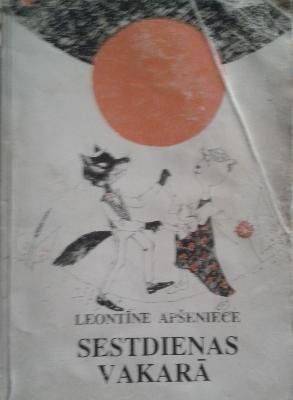 LEONTĪNE APŠENIECE
SESTDIENAS
VAKARĀ